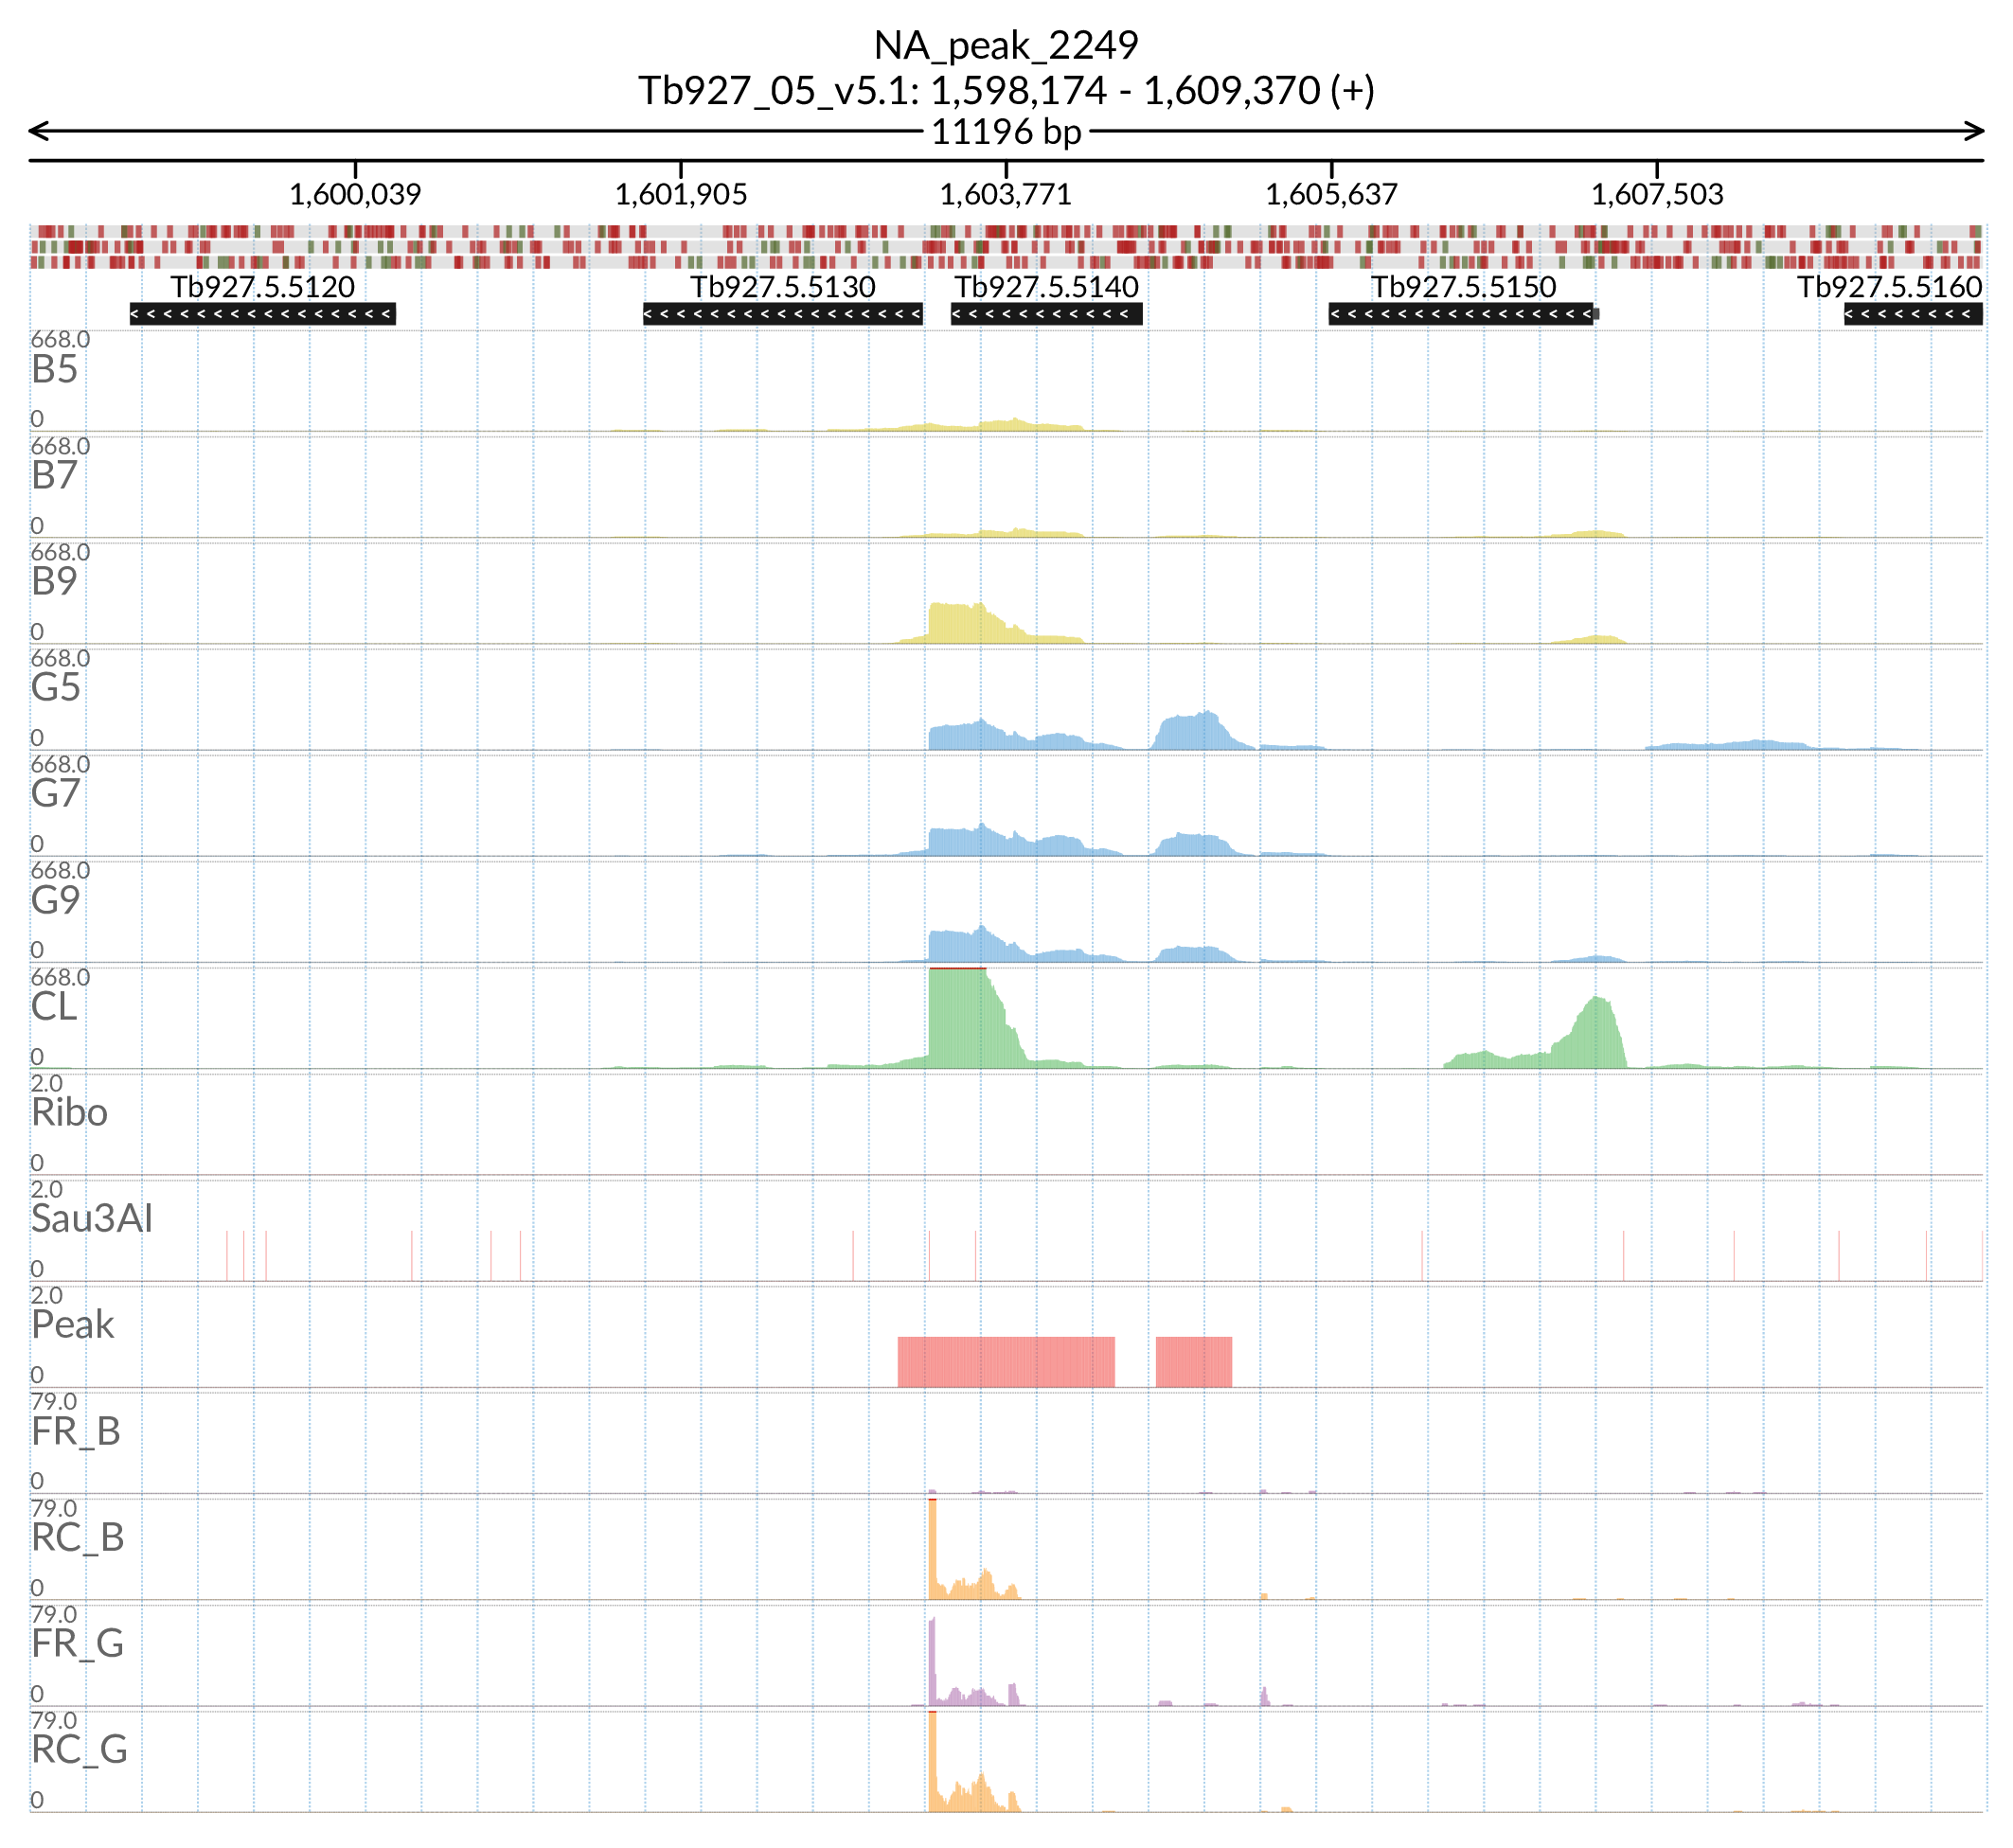 NA_peak_2249
Tb927_05_v5.1: 1,598,174 - 1,609,370 (+)
11196 bp
1,600,039 1,601,905 1,603,771 1,605,637 1,607,503
Tb927.5.5120 Tb927.5.5130 Tb927.5.5140 Tb927.5.5150 Tb927.5.5160
668.0
B5
0
668.0
B7
0
668.0
B9
0
668.0
G5
0
668.0
G7
0
668.0
G9
0
668.0
CL
0
2.0
Ribo
0
2.0
Sau3AI
0
2.0
Peak
0
79.0
FR_B
0
79.0
RC_B
0
79.0
FR_G
0
79.0
RC_G
0